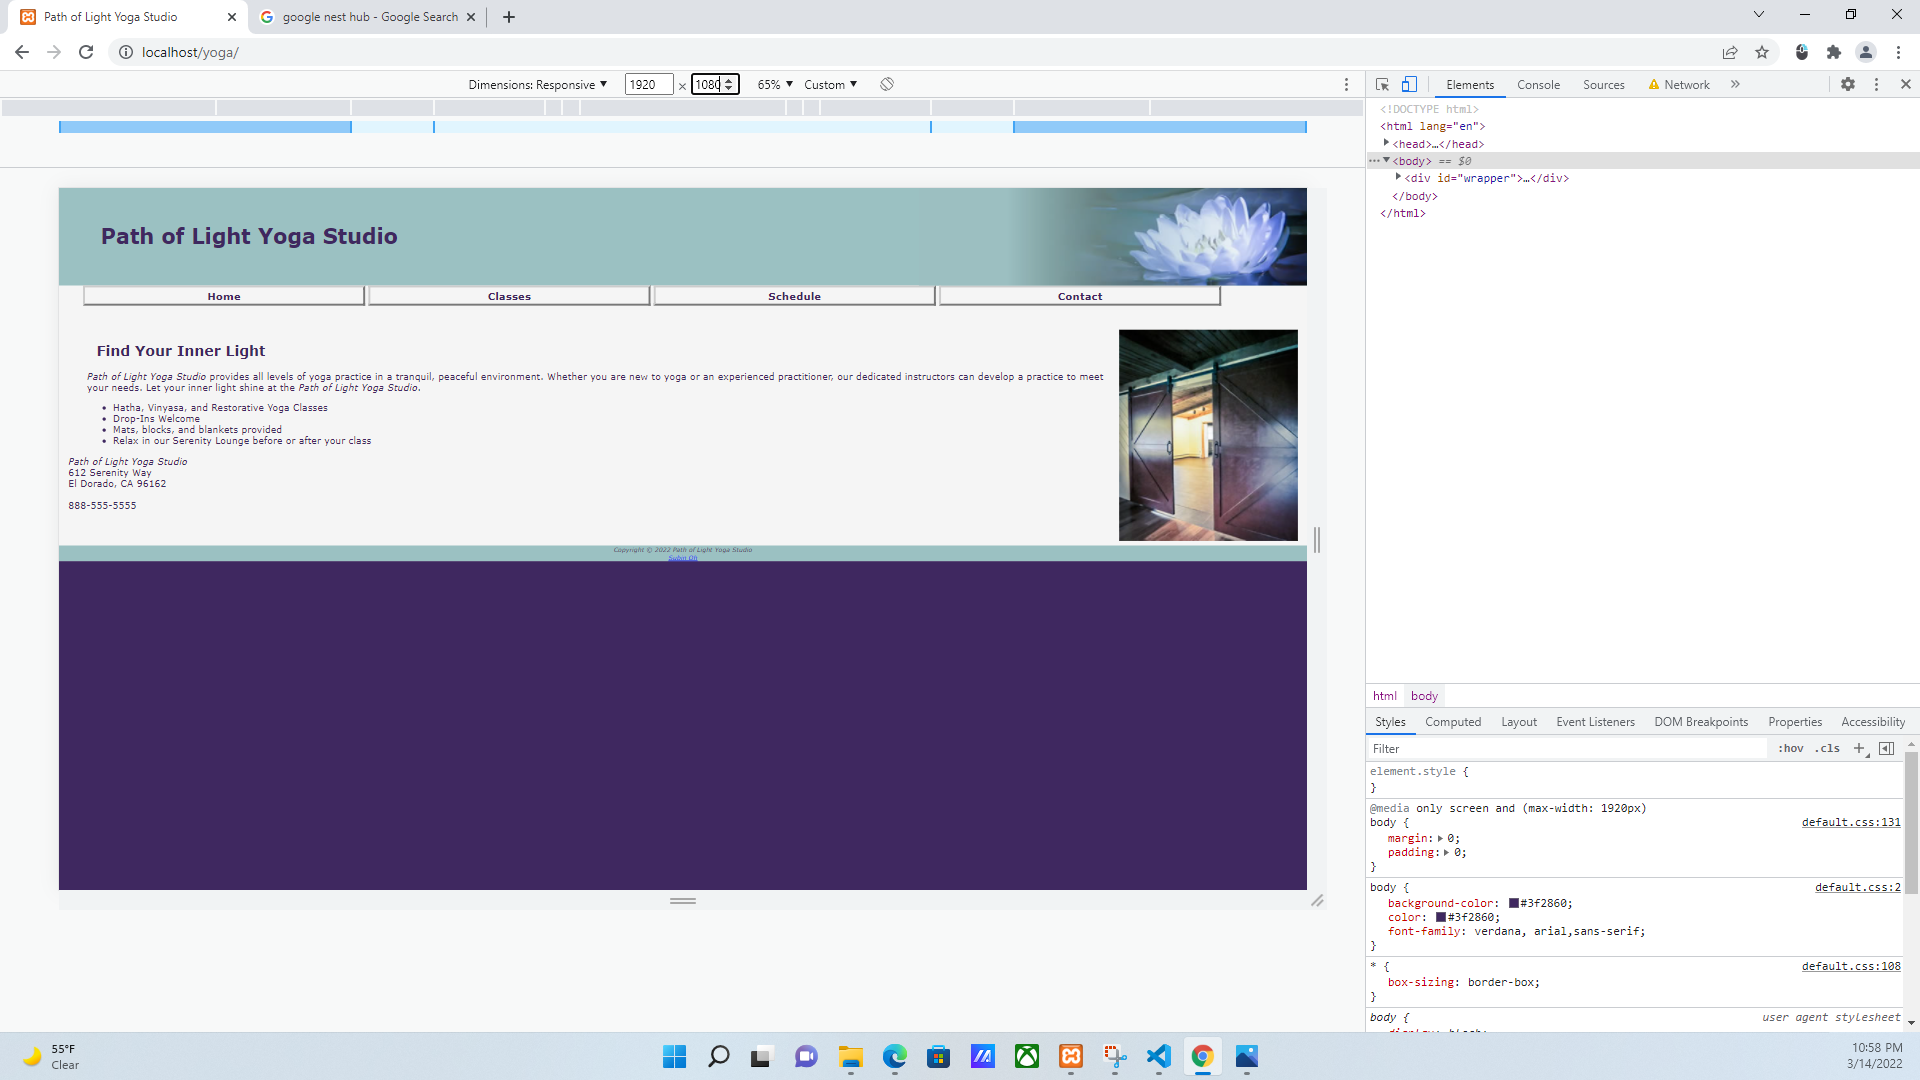 Path of Light Yoga Studio
google nest hub - Google Search
localhost/yoga/
Dimensions: Responsive ▼ 1920 × 1080 65% ▼ Custom ▼
Elements Console Sources Network »
<!DOCTYPE html>
<html lang="en">
<head>…</head>
<body> == $0
<div id="wrapper">…</div>
</body>
</html>
Path of Light Yoga Studio
Home Classes Schedule Contact
Find Your Inner Light
Path of Light Yoga Studio provides all levels of yoga practice in a tranquil, peaceful environment. Whether you are new to yoga or an experienced practitioner, our dedicated instructors can develop a practice to meet
your needs. Let your inner light shine at the Path of Light Yoga Studio.
• Hatha, Vinyasa, and Restorative Yoga Classes
• Drop-Ins Welcome
• Mats, blocks, and blankets provided
• Relax in our Serenity Lounge before or after your class
Path of Light Yoga Studio
612 Serenity Way
El Dorado, CA 96162
888-555-5555
Copyright © 2022 Path of Light Yoga Studio
Subin Oh
html body
Styles Computed Layout Event Listeners DOM Breakpoints Properties Accessibility
Filter :hov .cls
element.style {
}
@media only screen and (max-width: 1920px)
body { default.css:131
margin: 0;
padding: 0;
}
body { default.css:2
background-color: #3f2860;
color: #3f2860;
font-family: verdana, arial,sans-serif;
}
* { default.css:108
box-sizing: border-box;
}
body { user agent stylesheet
55°F
Clear
10:58 PM
3/14/2022